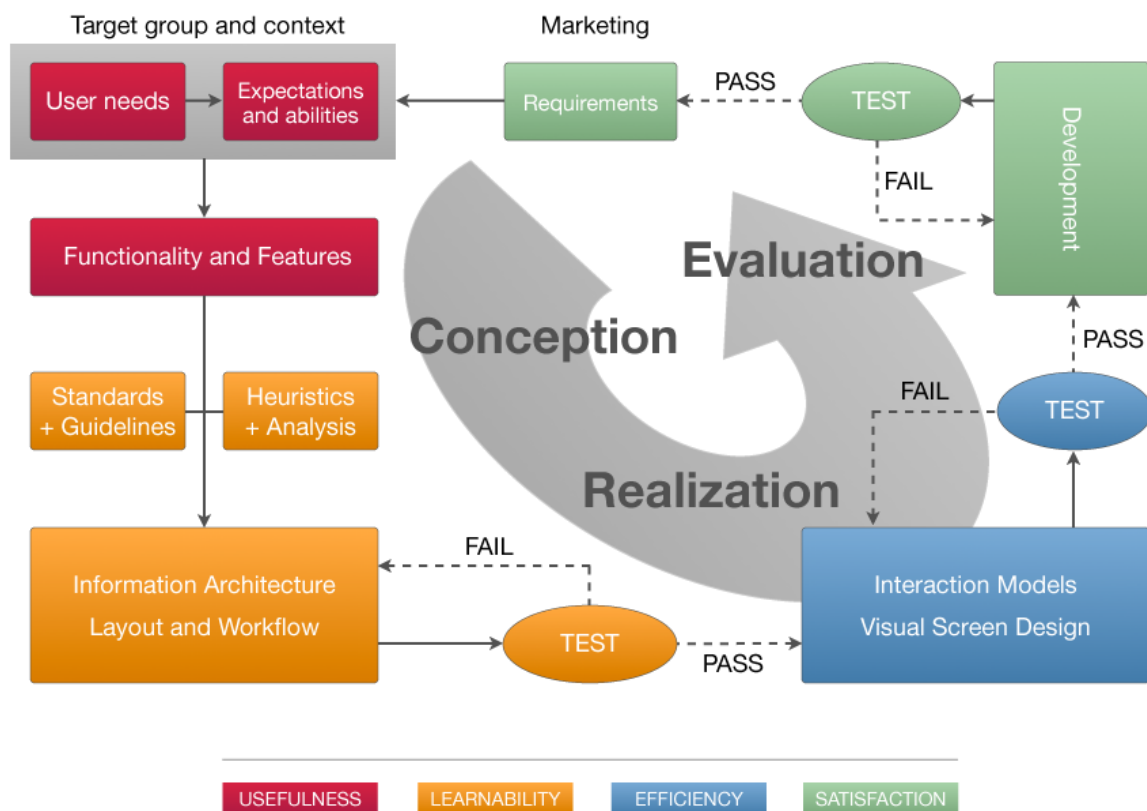 Target group and context
Marketing
User needs
Expectations
and abilities
Requirements
PASS
TEST
FAIL
Development
Functionality and Features
Evaluation
Conception
Realization
PASS
Standards
+ Guidelines
Heuristics
+ Analysis
FAIL
TEST
Information Architecture
Layout and Workflow
FAIL
TEST
PASS
Interaction Models
Visual Screen Design
USEFULNESS
LEARNABILITY
EFFICIENCY
SATISFACTION